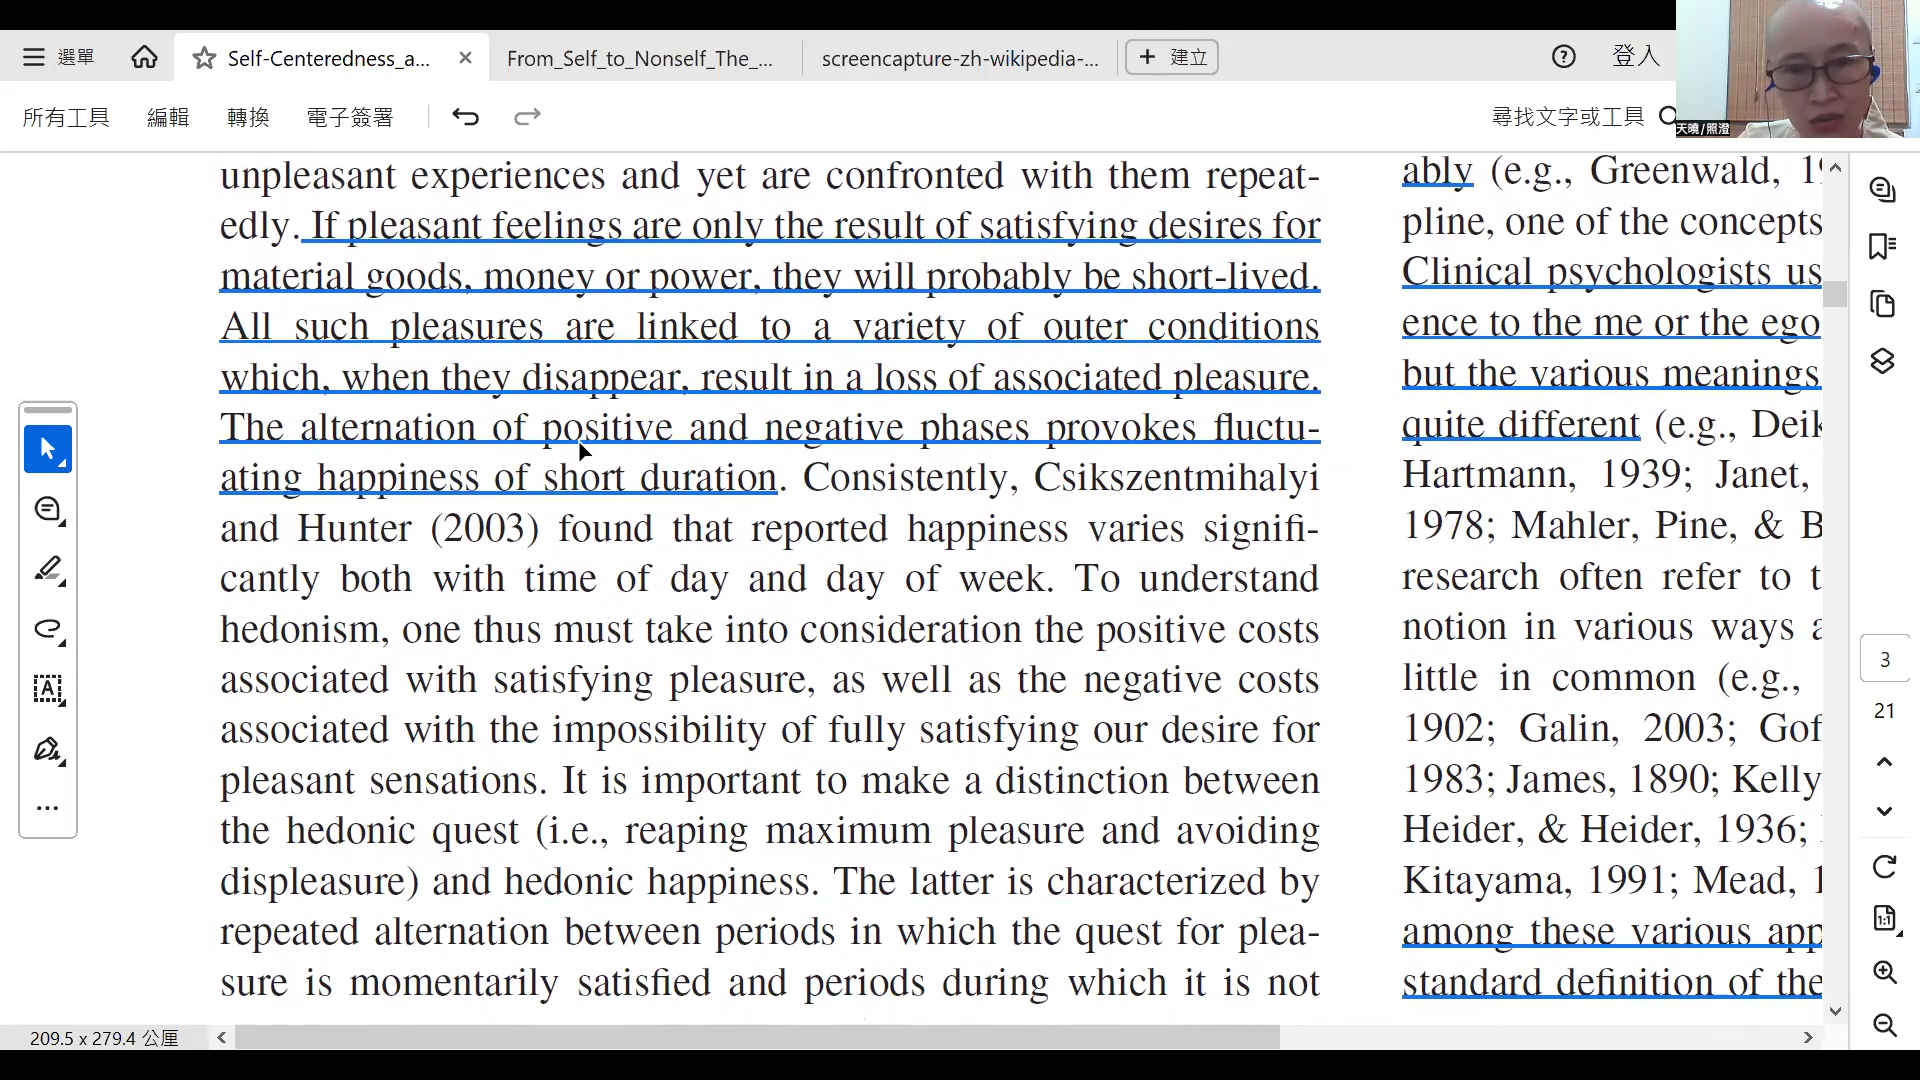 選單
Self-Centeredness_a...
From_Self_to_Nonself_The_...
screencapture-zh-wikipedia-...
建立
登入
所有工具
編輯
轉換
電子簽署
尋找文字或工具
天曉/照澄
unpleasant experiences and yet are confronted with them repeat-
edly. If pleasant feelings are only the result of satisfying desires for
material goods, money or power, they will probably be short-lived.
All such pleasures are linked to a variety of outer conditions
which, when they disappear, result in a loss of associated pleasure.
The alternation of positive and negative phases provokes fluctu-
ating happiness of short duration. Consistently, Csikszentmihalyi
and Hunter (2003) found that reported happiness varies signifi-
cantly both with time of day and day of week. To understand
hedonism, one thus must take into consideration the positive costs
associated with satisfying pleasure, as well as the negative costs
associated with the impossibility of fully satisfying our desire for
pleasant sensations. It is important to make a distinction between
the hedonic quest (i.e., reaping maximum pleasure and avoiding
displeasure) and hedonic happiness. The latter is characterized by
repeated alternation between periods in which the quest for plea-
sure is momentarily satisfied and periods during which it is not
ably (e.g., Greenwald, 19
pline, one of the concepts
Clinical psychologists us
ence to the me or the ego
but the various meanings
quite different (e.g., Deik
Hartmann, 1939; Janet,
1978; Mahler, Pine, & B
research often refer to t
notion in various ways a
little in common (e.g.,
1902; Galin, 2003; Gof
1983; James, 1890; Kelly
Heider, & Heider, 1936;
Kitayama, 1991; Mead, 1
among these various app
standard definition of the
3
21
209.5 x 279.4 公厘